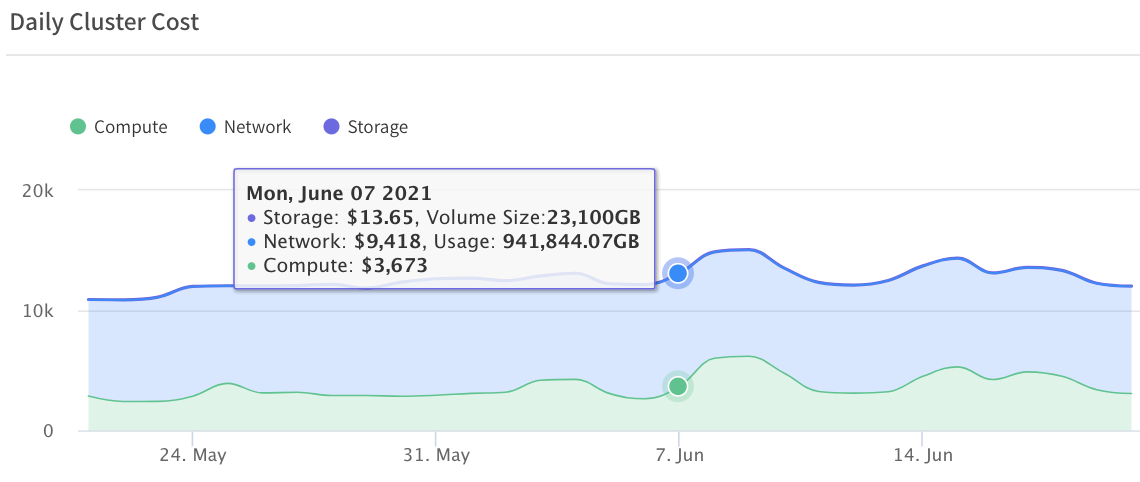 Daily Cluster Cost
Compute Network Storage
20k
Mon, June 07 2021
Storage: $13.65, Volume Size:23,100GB
Network: $9,418, Usage: 941,844.07GB
Compute: $3,673
10k
0
24. May 31. May 7. Jun 14. Jun